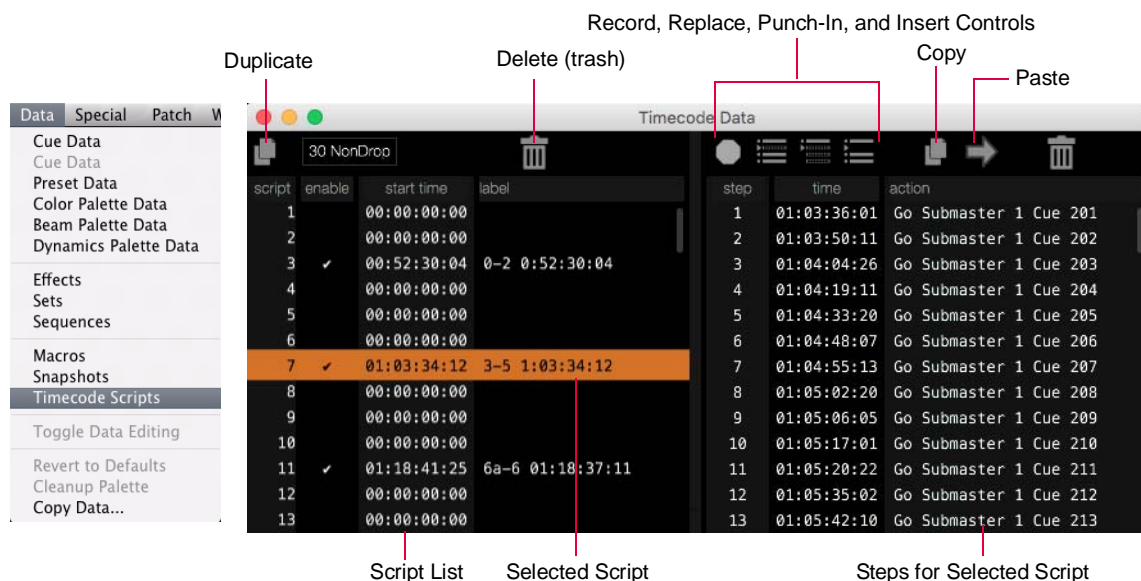 Record, Replace, Punch-In, and Insert Controls
Duplicate
Delete (trash)
Copy
Paste
Data Special Patch W
Cue Data
Cue Data
Preset Data
Color Palette Data
Beam Palette Data
Dynamics Palette Data
Effects
Sets
Sequences
Macros
Snapshots
Timecode Scripts
Toggle Data Editing
Revert to Defaults
Cleanup Palette
Copy Data...
Timecode Data
30 NonDrop
script enable start time label
1 00:00:00:00
2 00:00:00:00
3 ✔ 00:52:30:04 0-2 0:52:30:04
4 00:00:00:00
5 00:00:00:00
6 00:00:00:00
7 ✔ 01:03:34:12 3-5 1:03:34:12
8 00:00:00:00
9 00:00:00:00
10 00:00:00:00
11 ✔ 01:18:41:25 6a-6 01:18:37:11
12 00:00:00:00
13 00:00:00:00
step time action
1 01:03:36:01 Go Submaster 1 Cue 201
2 01:03:50:11 Go Submaster 1 Cue 202
3 01:04:04:26 Go Submaster 1 Cue 203
4 01:04:19:11 Go Submaster 1 Cue 204
5 01:04:33:20 Go Submaster 1 Cue 205
6 01:04:48:07 Go Submaster 1 Cue 206
7 01:04:55:13 Go Submaster 1 Cue 207
8 01:05:02:20 Go Submaster 1 Cue 208
9 01:05:06:05 Go Submaster 1 Cue 209
10 01:05:17:01 Go Submaster 1 Cue 210
11 01:05:20:22 Go Submaster 1 Cue 211
12 01:05:35:02 Go Submaster 1 Cue 212
13 01:05:42:10 Go Submaster 1 Cue 213
Script List
Selected Script
Steps for Selected Script